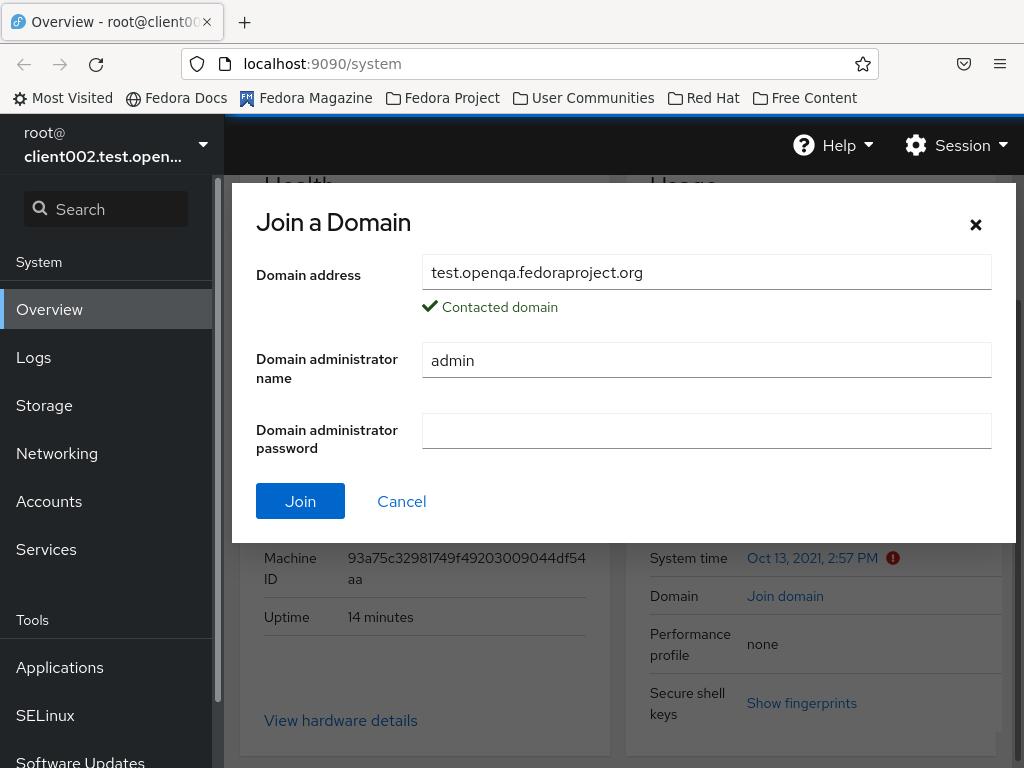 Overview - root@client00
localhost:9090/system
Most Visited
Fedora Docs
Fedora Magazine
Fedora Project
User Communities
Red Hat
Free Content
root@
client002.test.open...
Help
Session
Search
System
Overview
Logs
Storage
Networking
Accounts
Services
Tools
Applications
SELinux
Software Updates
Health
Usage
Join a Domain
Domain address
test.openqa.fedoraproject.org
Contacted domain
Domain administrator
name
admin
Domain administrator
password
Join
Cancel
Machine
ID
93a75c32981749f49203009044df54
aa
Uptime
14 minutes
View hardware details
System time
Oct 13, 2021, 2:57 PM
Domain
Join domain
Performance
profile
none
Secure shell
keys
Show fingerprints